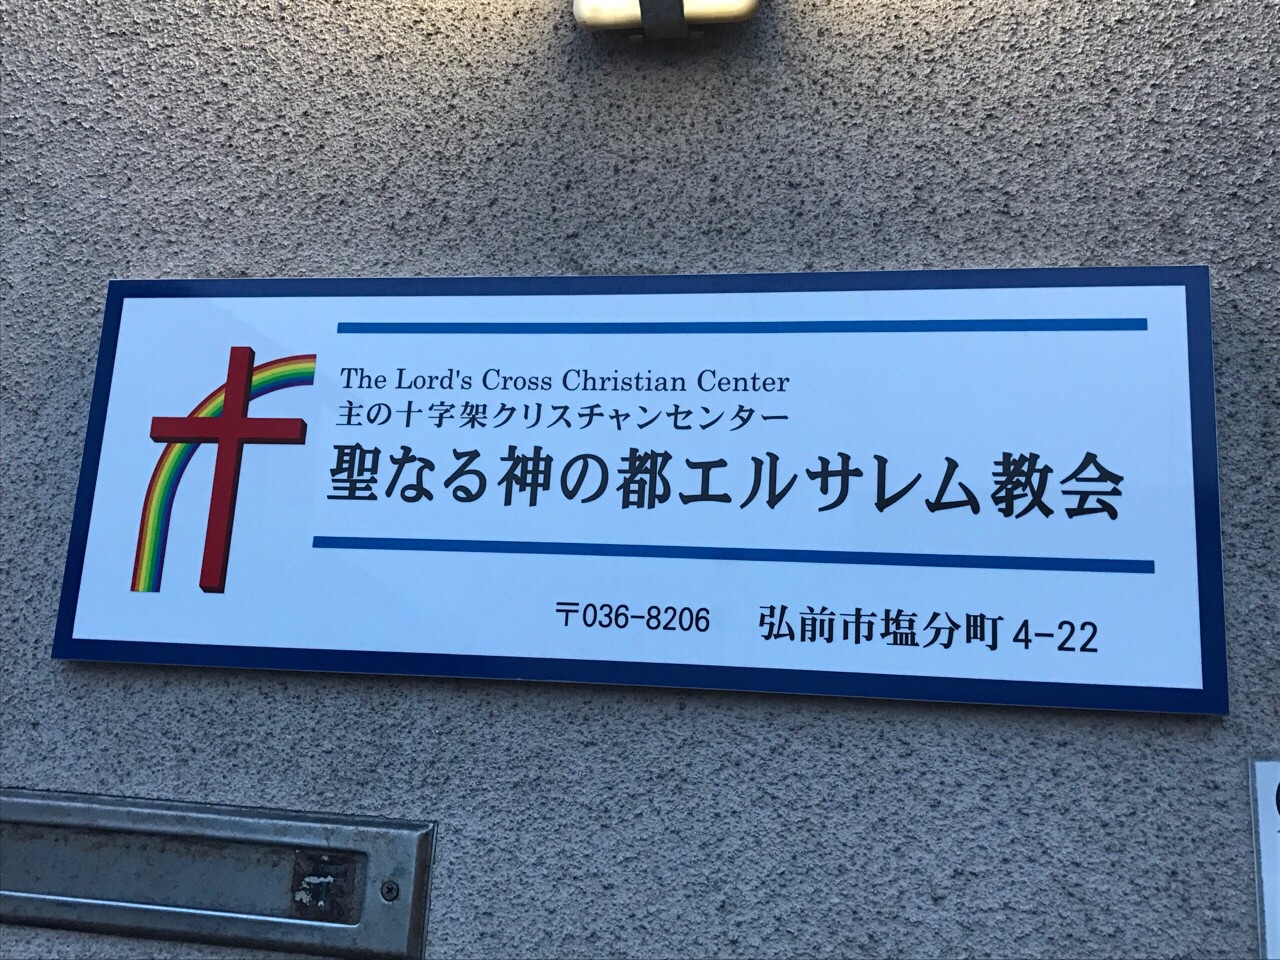 The Lord's Cross Christian Center
主の十字架クリスチャンセンター
聖なる神の都エルサレム教会
〒036-8206 弘前市塩分町4-22